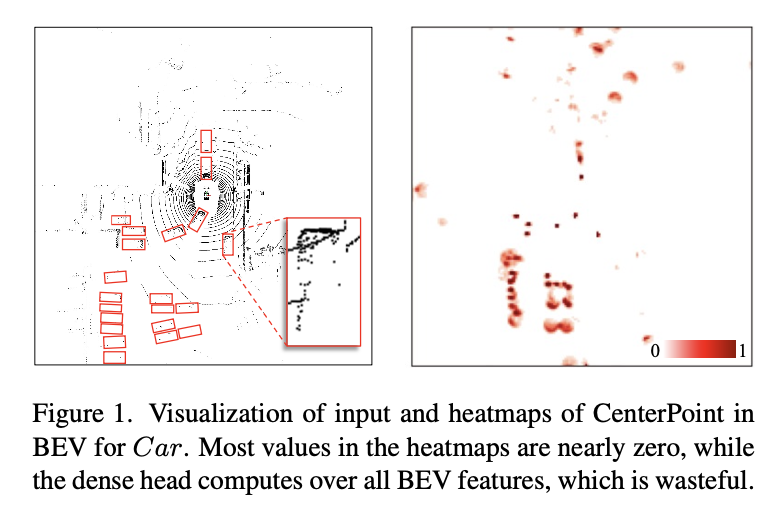 0 1
Figure 1. Visualization of input and heatmaps of CenterPoint in
BEV for Car. Most values in the heatmaps are nearly zero, while
the dense head computes over all BEV features, which is wasteful.